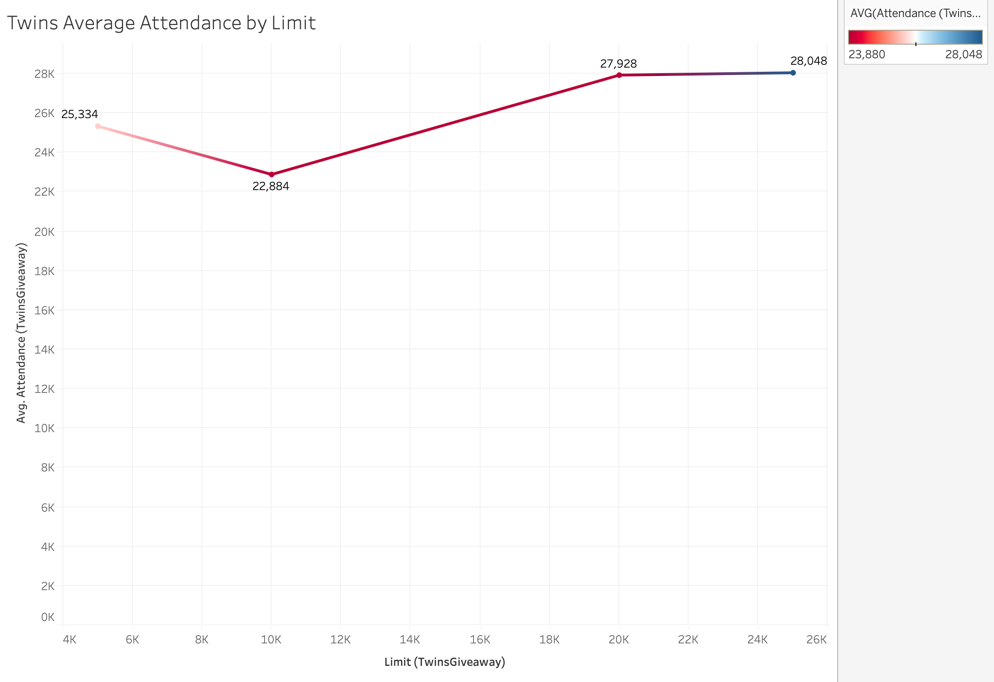 Twins Average Attendance by Limit
AVG(Attendance (Twins...
23,880 28,048
28K
26K
24K
22K
20K
18K
16K
14K
12K
10K
8K
6K
4K
2K
0K
Avg. Attendance (TwinsGiveaway)
25,334
22,884
27,928
28,048
4K 6K 8K 10K 12K 14K 16K 18K 20K 22K 24K 26K
Limit (TwinsGiveaway)